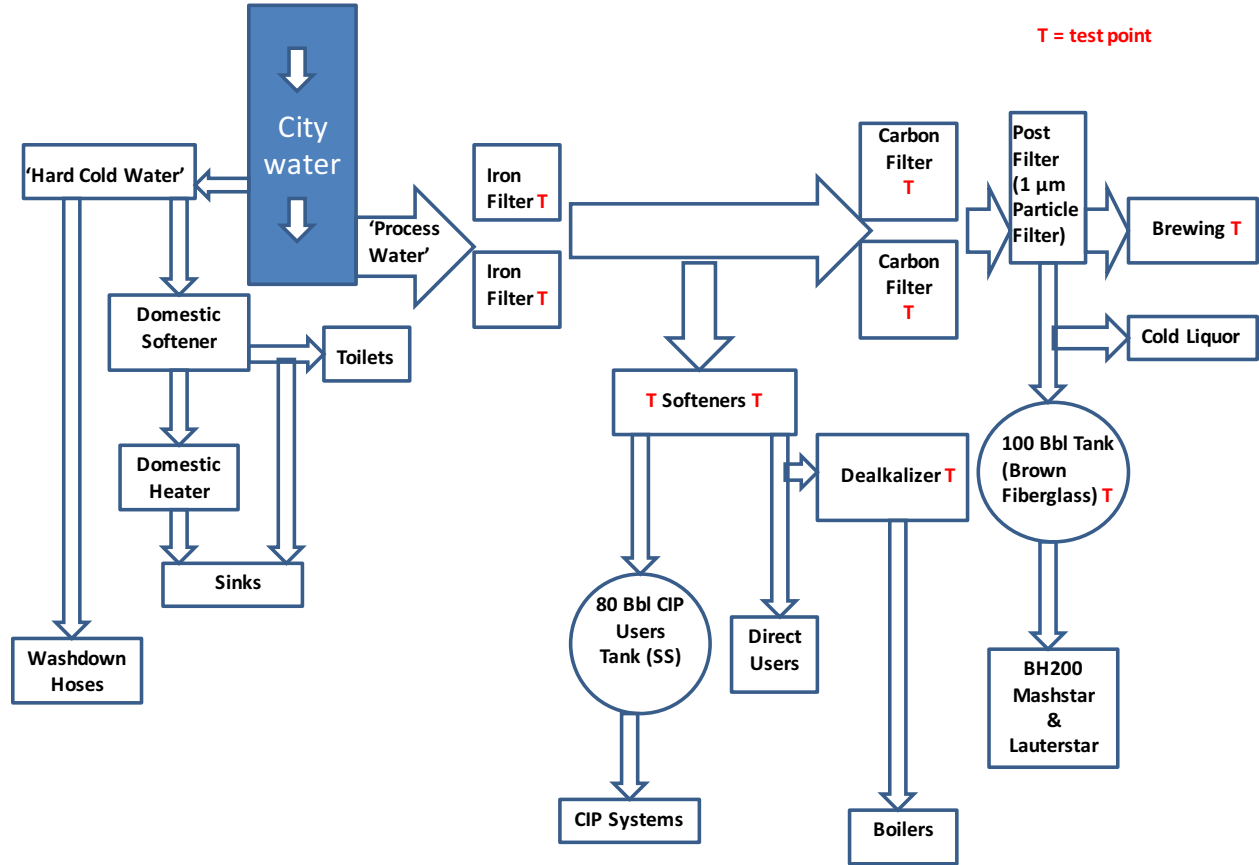 T = test point
City
water
'Hard Cold Water'
'Process
Water'
Iron
Filter T
Iron
Filter T
Carbon
Filter
T
Carbon
Filter
T
Post
Filter
(1 µm
Particle
Filter)
Brewing T
Cold Liquor
Domestic
Softener
Toilets
T Softeners T
Domestic
Heater
Dealkalizer T
100 Bbl Tank
(Brown
Fiberglass) T
Sinks
80 Bbl CIP
Users
Tank (SS)
Direct
Users
Washdown
Hoses
BH200
Mashstar
&
Lauterstar
CIP Systems
Boilers